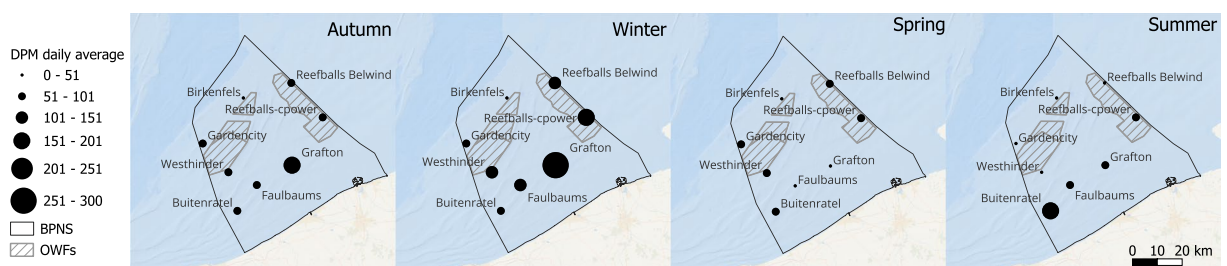 DPM daily average
0 - 51
51 - 101
101 - 151
151 - 201
201 - 251
251 - 300
BPNS
OWFs
Autumn
Reefballs Belwind
Birkenfels
Reefballs-cpower
Gardencity
Grafton
Westhinder
Faulbaums
Buitenratel
Winter
Reefballs Belwind
Birkenfels
Reefballs-cpower
Gardencity
Grafton
Westhinder
Faulbaums
Buitenratel
Spring
Reefballs Belwind
Birkenfels
Reefballs-cpower
Gardencity
Grafton
Westhinder
Faulbaums
Buitenratel
Summer
Reefballs Belwind
Birkenfels
Reefballs-cpower
Gardencity
Grafton
Westhinder
Faulbaums
Buitenratel
0 10 20 km